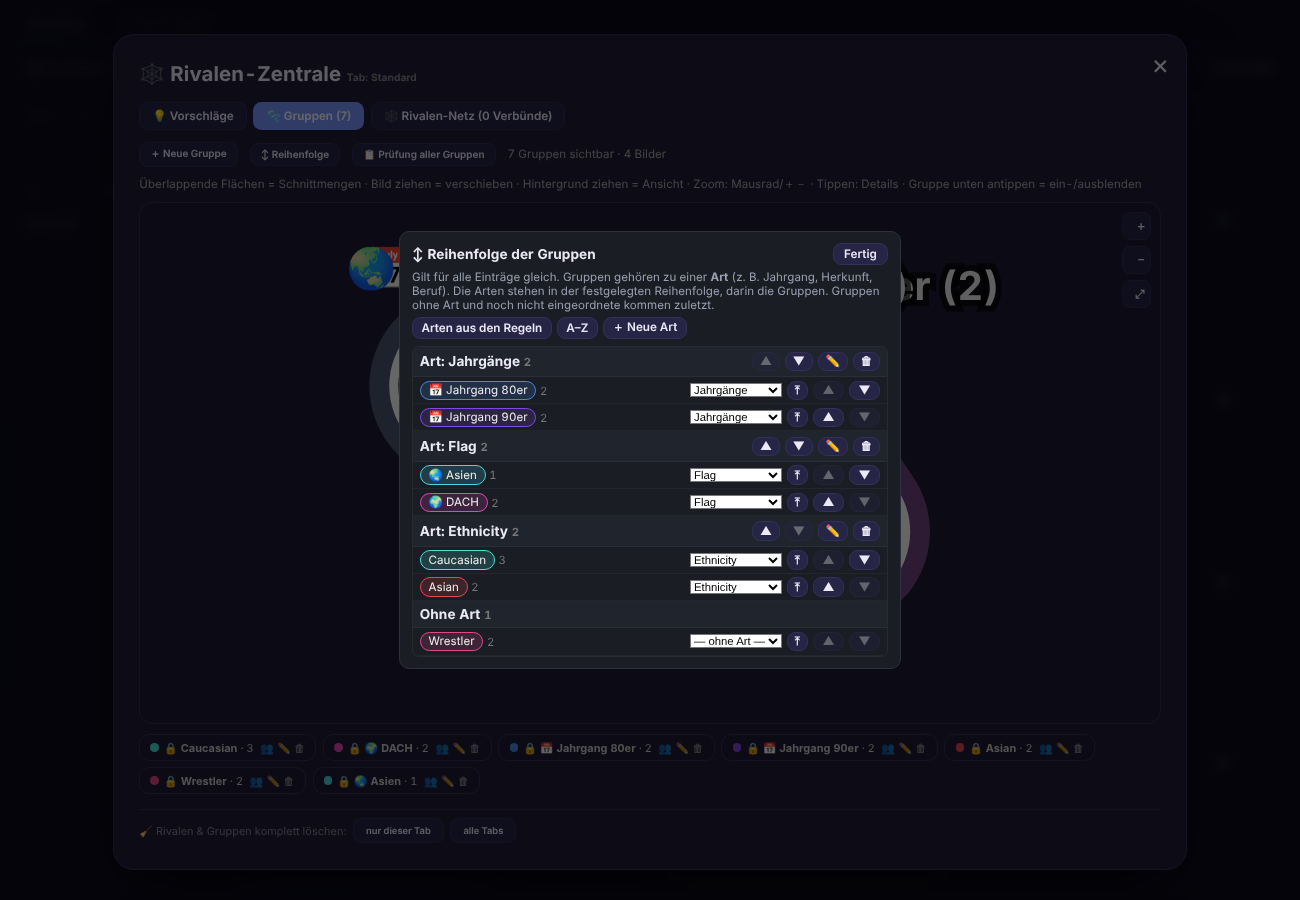 Rivalen-Zentrale Tab: Standard
Vorschläge
Gruppen (7)
Rivalen-Netz (0 Verbünde)
+ Neue Gruppe
Reihenfolge
Prüfung aller Gruppen
7 Gruppen sichtbar · 4 Bilder
Überlappende Flächen = Schnittmengen · Bild ziehen = verschieben · Hintergrund ziehen = Ansicht · Zoom: Mausrad/+ − · Tippen: Details · Gruppe unten antippen = ein-/ausblenden
er (2)
Reihenfolge der Gruppen
Fertig
Gilt für alle Einträge gleich. Gruppen gehören zu einer Art (z. B. Jahrgang, Herkunft,
Beruf). Die Arten stehen in der festgelegten Reihenfolge, darin die Gruppen. Gruppen
ohne Art und noch nicht eingeordnete kommen zuletzt.
Arten aus den Regeln
A–Z
+ Neue Art
Art: Jahrgänge 2
Jahrgang 80er 2 Jahrgänge
Jahrgang 90er 2 Jahrgänge
Art: Flag 2
Asien 1 Flag
DACH 2 Flag
Art: Ethnicity 2
Caucasian 3 Ethnicity
Asian 2 Ethnicity
Ohne Art 1
Wrestler 2 — ohne Art —
Caucasian · 3
DACH · 2
Jahrgang 80er · 2
Jahrgang 90er · 2
Asian · 2
Wrestler · 2
Asien · 1
Rivalen & Gruppen komplett löschen:
nur dieser Tab
alle Tabs